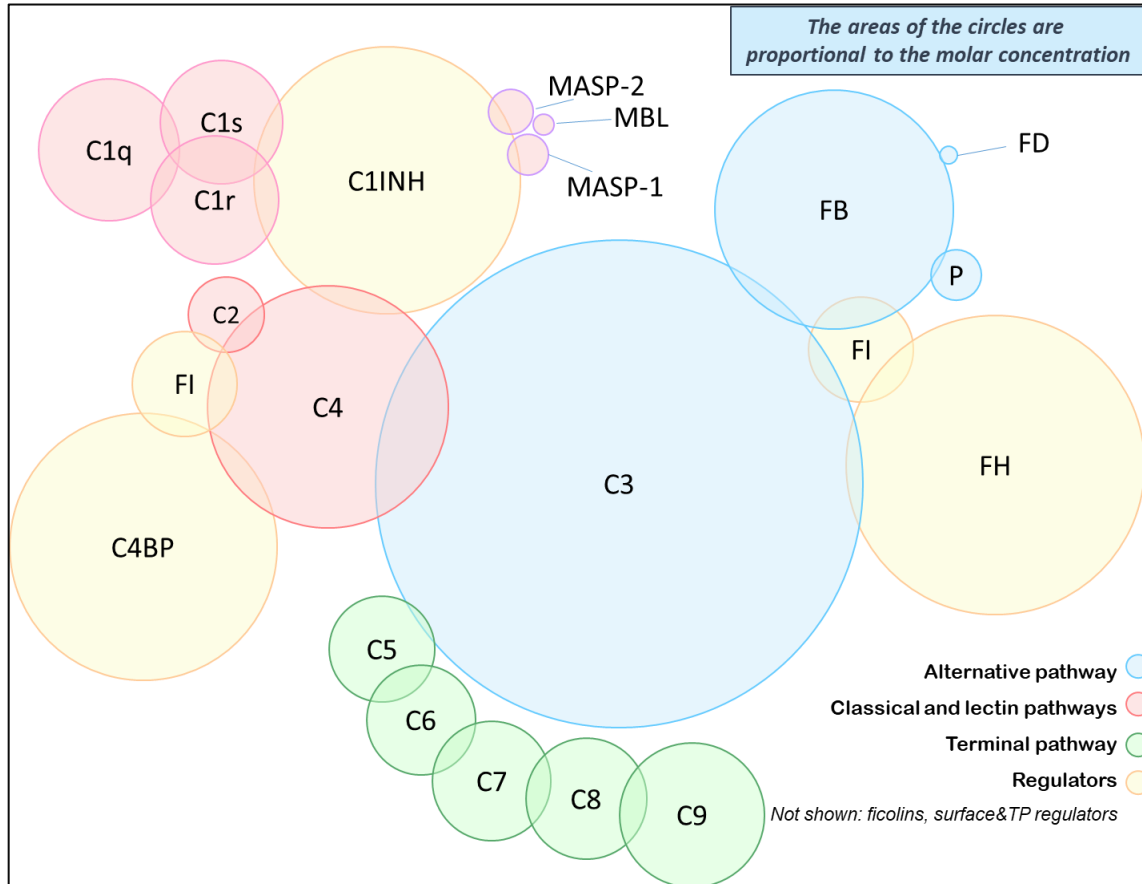 The areas of the circles are
proportional to the molar concentration
MASP-2
MBL
MASP-1
C1s
C1q
C1r
C1INH
FD
FB
P
C2
FI
FI
C4
C3
FH
C4BP
C5
C6
C7
C8
C9
Alternative pathway
Classical and lectin pathways
Terminal pathway
Regulators
Not shown: ficolins, surface&TP regulators